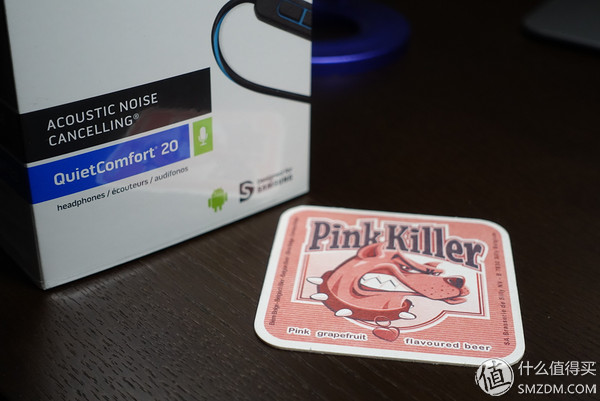 ACOUSTIC NOISE
CANCELLING®
QuietComfort® 20
headphones / écouteurs / audífonos
SAMSUNG
Pink Killer
Pink grapefruit
flavoured beer
值 什么值得买
SMZDM.COM